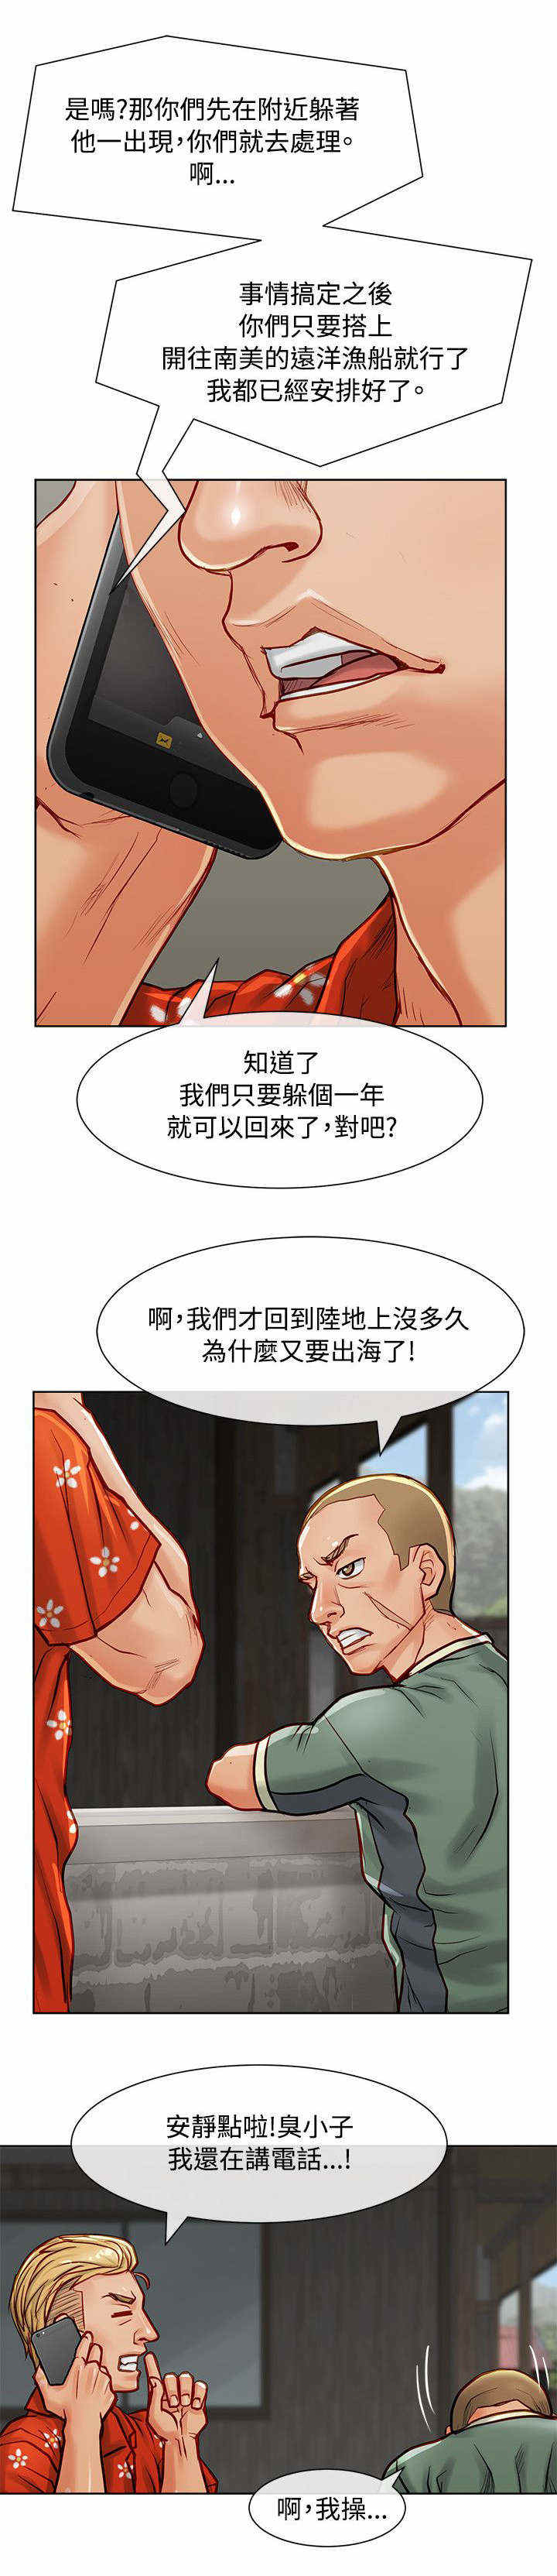 是嗎?那你們先在附近躲著
他一出現,你們就去處理。
啊...
事情搞定之後
你們只要搭上
開往南美的遠洋漁船就行了
我都已經安排好了。
知道了
我們只要躲個一年
就可以回來了,對吧?
啊,我們才回到陸地上沒多久
為什麼又要出海了!
安靜點啦!臭小子
我還在講電話...!
啊,我操...